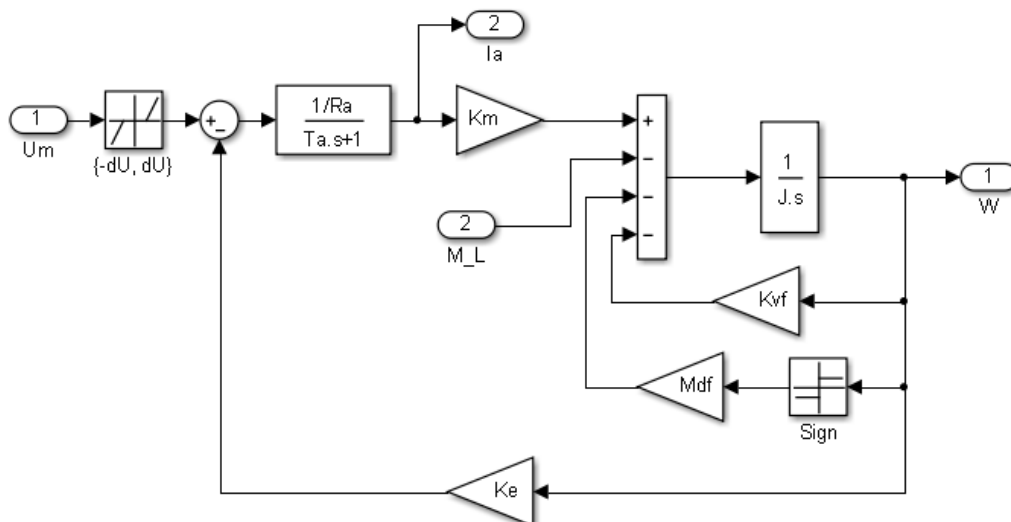 2
Ia
1
Um
{-dU, dU}
+
-
1/Ra
Ta.s+1
Km
+
-
-
-
2
M_L
1
J.s
1
W
Kvf
Mdf
Sign
Ke